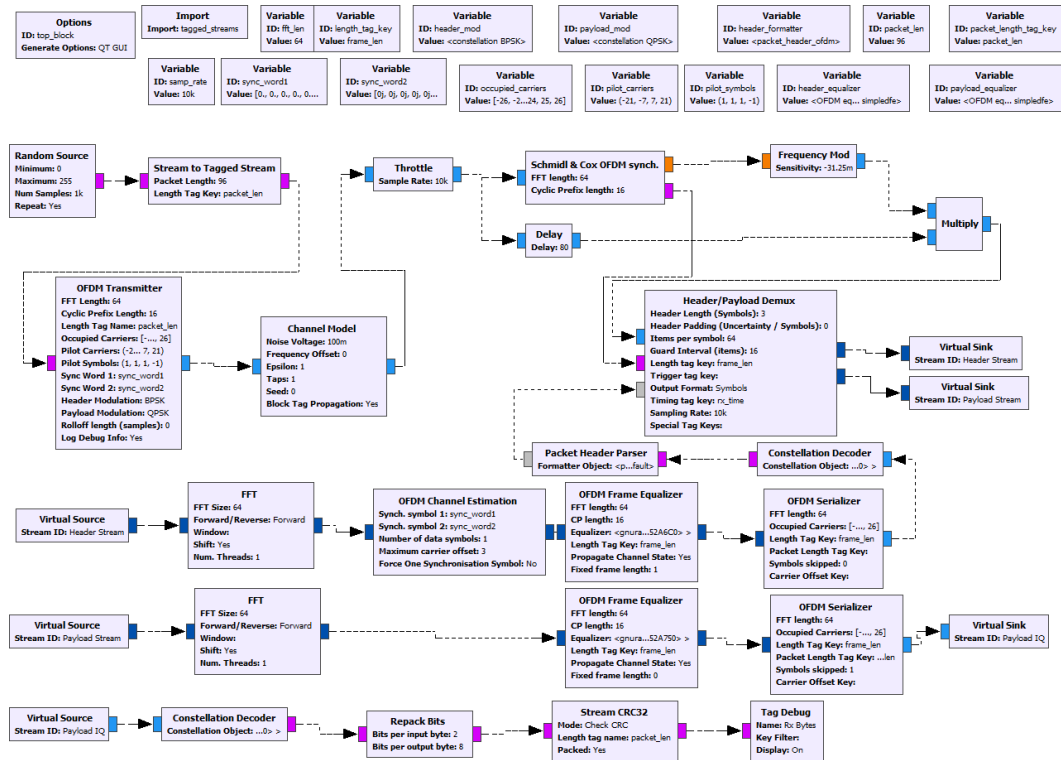 Options
ID: top_block
Generate Options: QT GUI
Import
Import: tagged_streams
Variable
ID: fft_len
Value: 64
Variable
ID: length_tag_key
Value: frame_len
Variable
ID: header_mod
Value: <constellation BPSK>
Variable
ID: payload_mod
Value: <constellation QPSK>
Variable
ID: header_formatter
Value: <packet_header_ofdm>
Variable
ID: packet_len
Value: 96
Variable
ID: packet_length_tag_key
Value: packet_len
Variable
ID: samp_rate
Value: 10k
Variable
ID: sync_word1
Value: [0., 0., 0., 0., 0....
Variable
ID: sync_word2
Value: [0j, 0j, 0j, 0j, 0j...
Variable
ID: occupied_carriers
Value: [-26, -2...24, 25, 26]
Variable
ID: pilot_carriers
Value: (-21, -7, 7, 21)
Variable
ID: pilot_symbols
Value: (1, 1, 1, -1)
Variable
ID: header_equalizer
Value: <OFDM eq... simpledfe>
Variable
ID: payload_equalizer
Value: <OFDM eq... simpledfe>
Random Source
Minimum: 0
Maximum: 255
Num Samples: 1k
Repeat: Yes
Stream to Tagged Stream
Packet Length: 96
Length Tag Key: packet_len
Throttle
Sample Rate: 10k
Schmidl & Cox OFDM synch.
FFT length: 64
Cyclic Prefix length: 16
Frequency Mod
Sensitivity: -31.25m
Delay
Delay: 80
Multiply
OFDM Transmitter
FFT Length: 64
Cyclic Prefix Length: 16
Length Tag Name: packet_len
Occupied Carriers: [-..., 26]
Pilot Carriers: (-2... 7, 21)
Pilot Symbols: (1, 1, 1, -1)
Sync Word 1: sync_word1
Sync Word 2: sync_word2
Header Modulation: BPSK
Payload Modulation: QPSK
Rolloff length (samples): 0
Log Debug Info: Yes
Channel Model
Noise Voltage: 100m
Frequency Offset: 0
Epsilon: 1
Taps: 1
Seed: 0
Block Tag Propagation: Yes
Header/Payload Demux
Header Length (Symbols): 3
Header Padding (Uncertainty / Symbols): 0
Items per symbol: 64
Guard Interval (items): 16
Length tag key: frame_len
Trigger tag key:
Output Format: Symbols
Timing tag key: rx_time
Sampling Rate: 10k
Special Tag Keys:
Virtual Sink
Stream ID: Header Stream
Virtual Sink
Stream ID: Payload Stream
Packet Header Parser
Formatter Object: <p...fault>
Constellation Decoder
Constellation Object: ...0> >
Virtual Source
Stream ID: Header Stream
FFT
FFT Size: 64
Forward/Reverse: Forward
Window:
Shift: Yes
Num. Threads: 1
OFDM Channel Estimation
Synch. symbol 1: sync_word1
Synch. symbol 2: sync_word2
Number of data symbols: 1
Maximum carrier offset: 3
Force One Synchronisation Symbol: No
OFDM Frame Equalizer
FFT length: 64
CP length: 16
Equalizer: <gnura...52A6C0> >
Length Tag Key: frame_len
Propagate Channel State: Yes
Fixed frame length: 1
OFDM Serializer
FFT length: 64
Occupied Carriers: [-..., 26]
Length Tag Key: frame_len
Packet Length Tag Key:
Symbols skipped: 0
Carrier Offset Key:
Virtual Source
Stream ID: Payload Stream
FFT
FFT Size: 64
Forward/Reverse: Forward
Window:
Shift: Yes
Num. Threads: 1
OFDM Frame Equalizer
FFT length: 64
CP length: 16
Equalizer: <gnura...52A750> >
Length Tag Key: frame_len
Propagate Channel State: Yes
Fixed frame length: 0
OFDM Serializer
FFT length: 64
Occupied Carriers: [-..., 26]
Length Tag Key: frame_len
Packet Length Tag Key: ...len
Symbols skipped: 1
Carrier Offset Key:
Virtual Sink
Stream ID: Payload IQ
Virtual Source
Stream ID: Payload IQ
Constellation Decoder
Constellation Object: ...0> >
Repack Bits
Bits per input byte: 2
Bits per output byte: 8
Stream CRC32
Mode: Check CRC
Length tag name: packet_len
Packed: Yes
Tag Debug
Name: Rx Bytes
Key Filter:
Display: On